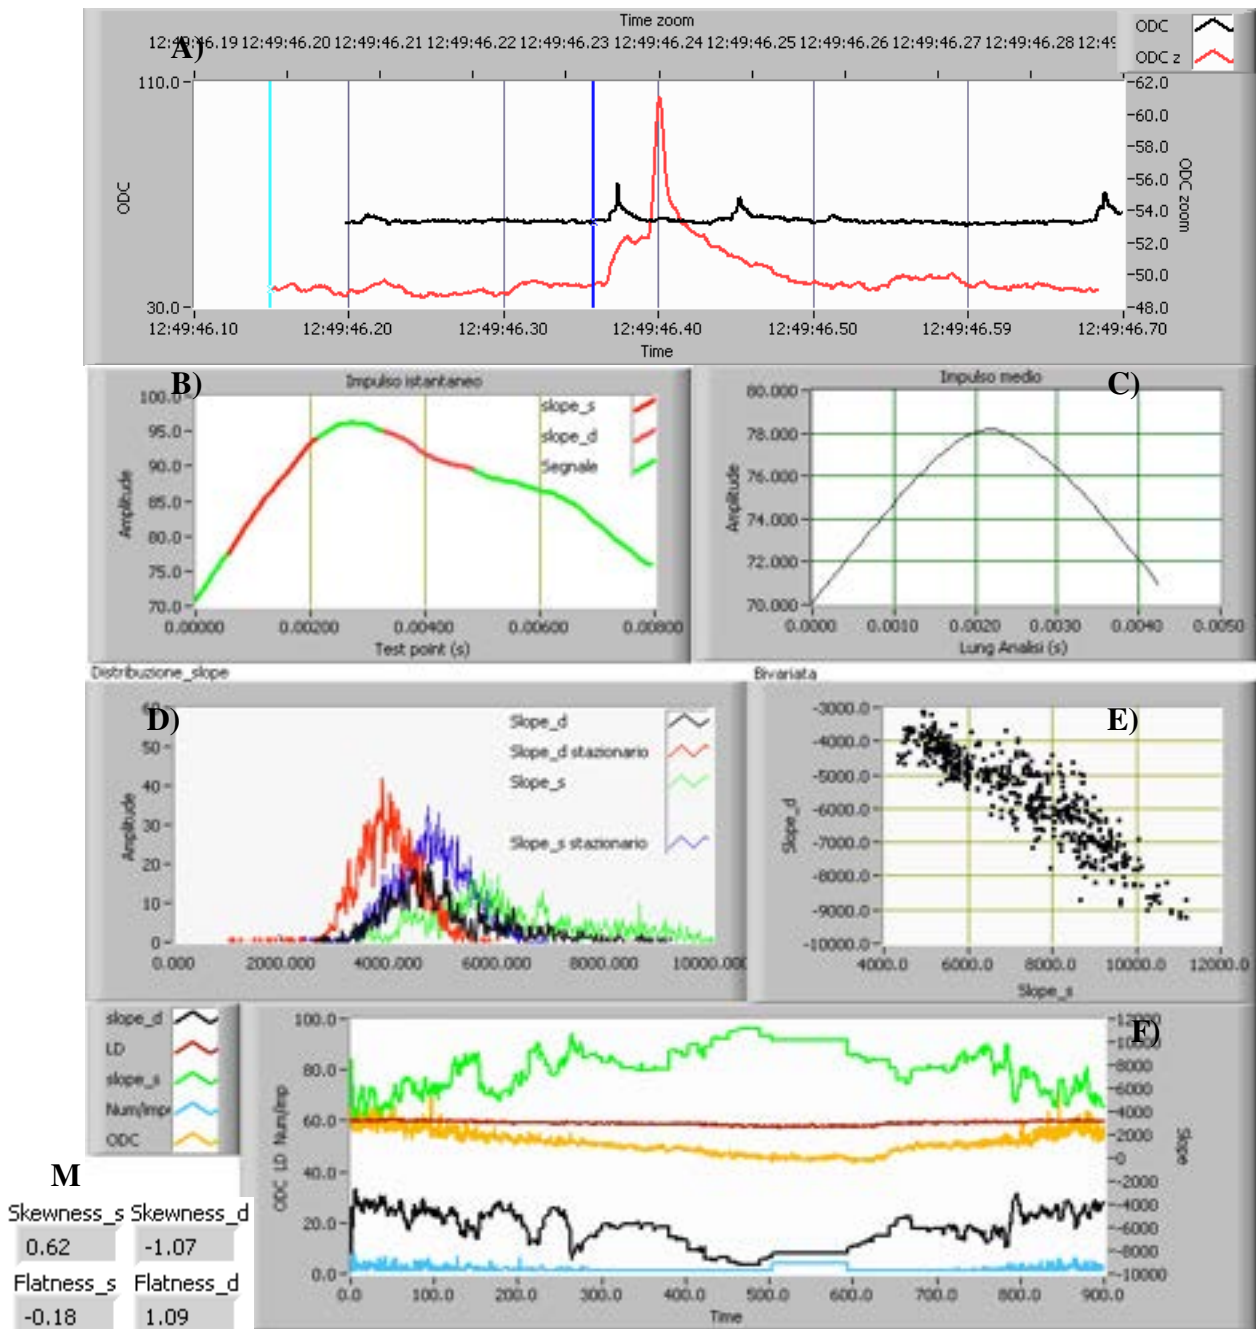 Time zoom
A)
12:49:46.19 12:49:46.20 12:49:46.21 12:49:46.22 12:49:46.23 12:49:46.24 12:49:46.25 12:49:46.26 12:49:46.27 12:49:46.28 12:49
ODC
ODC z
110.0
30.0
ODC
62.0
60.0
58.0
56.0
54.0
52.0
50.0
48.0
ODC zoom
12:49:46.10 12:49:46.20 12:49:46.30 12:49:46.40 12:49:46.50 12:49:46.59 12:49:46.70
Time
B)
Impulso istantaneo
100.0
95.0
90.0
85.0
80.0
75.0
70.0
Amplitude
slope_s
slope_d
Segnale
0.00000 0.00200 0.00400 0.00600 0.00800
Test point (s)
Impulso medio
C)
80.000
78.000
76.000
74.000
72.000
70.000
Amplitude
0.0000 0.0010 0.0020 0.0030 0.0040 0.0050
Lung Analisi (s)
Distribuzione_slope
D)
60
50
40
30
20
10
0
Amplitude
Slope_d
Slope_d stazionario
Slope_s
Slope_s stazionario
0.000 2000.000 4000.000 6000.000 8000.000 10000.000
Bivariata
E)
-3000.0
-4000.0
-5000.0
-6000.0
-7000.0
-8000.0
-9000.0
-10000.0
Slope_d
4000.0 6000.0 8000.0 10000.0 12000.0
Slope_s
slope_d
LD
slope_s
Num/imp
ODC
F)
100.0
80.0
60.0
40.0
20.0
0.0
ODC LD Num/Imp
12000
10000
8000
6000
4000
2000
0
-2000
-4000
-6000
-8000
-10000
Slope
0.0 100.0 200.0 300.0 400.0 500.0 600.0 700.0 800.0 900.0
Time
M
Skewness_s Skewness_d
0.62 -1.07
Flatness_s Flatness_d
-0.18 1.09